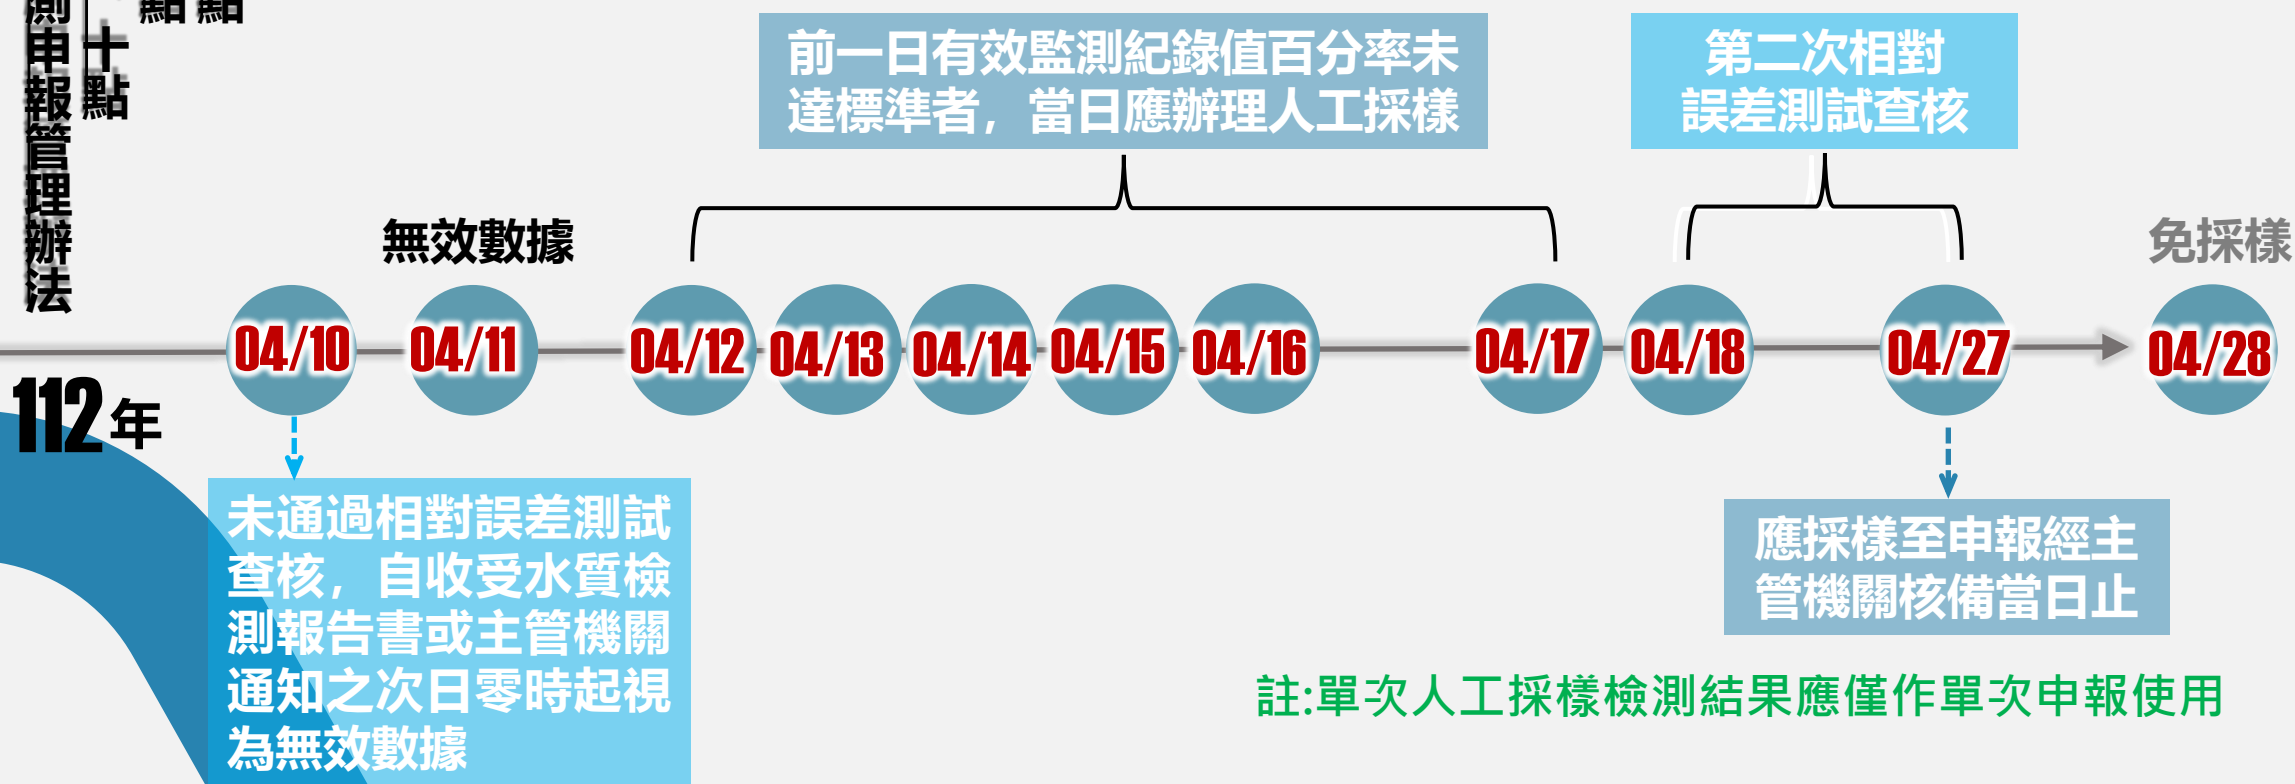 測申報管理辦法
、十點
點
點
前一日有效監測紀錄值百分率未
達標準者，當日應辦理人工採樣
第二次相對
誤差測試查核
無效數據
免採樣
04/10
04/11
04/12
04/13
04/14
04/15
04/16
04/17
04/18
04/27
04/28
112年
未通過相對誤差測試
查核，自收受水質檢
測報告書或主管機關
通知之次日零時起視
為無效數據
應採樣至申報經主
管機關核備當日止
註:單次人工採樣檢測結果應僅作單次申報使用